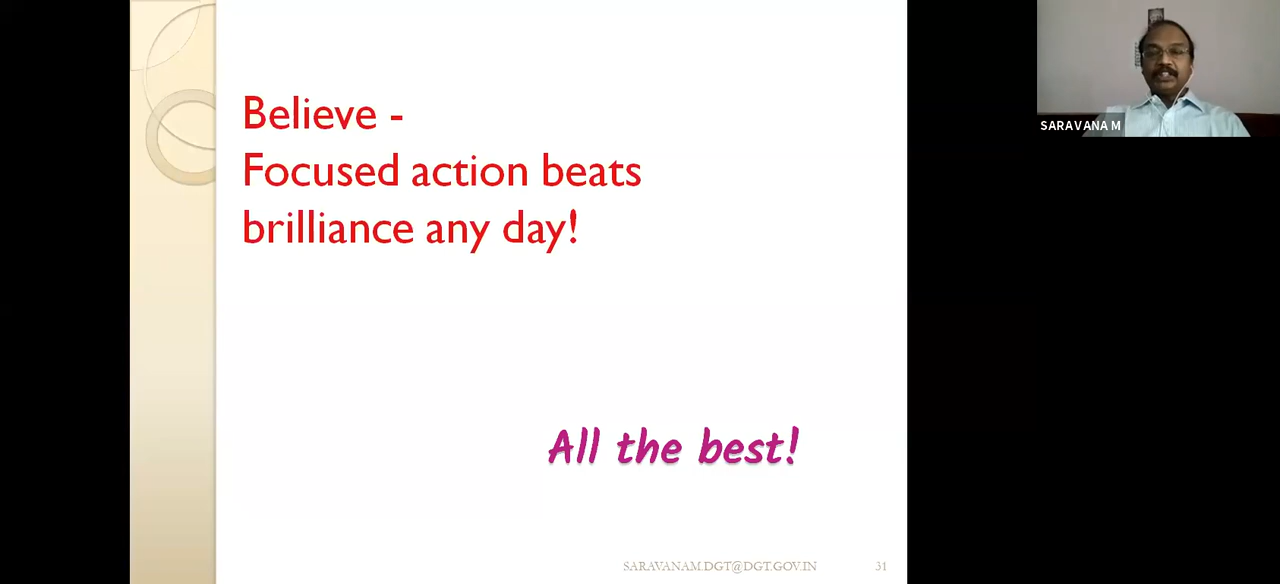 Believe -
Focused action beats
brilliance any day!
All the best!
SARAVANAM.DGT@DGT.GOV.IN
31
SARAVANA M